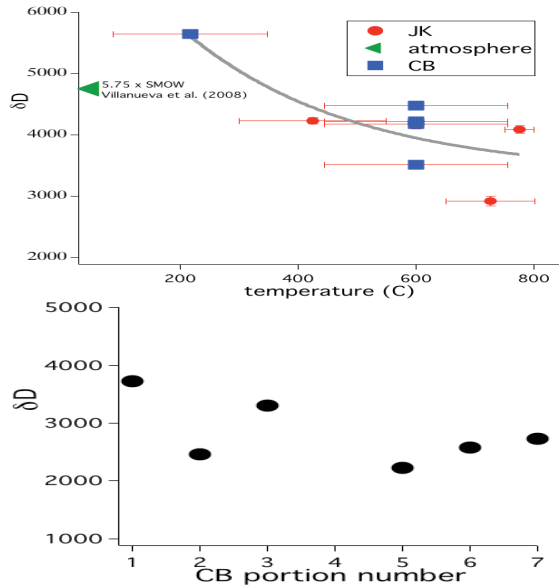 6000
JK
atmosphere
CB
5.75 x SMOW
Villanueva et al. (2008)
5000
δD
4000
3000
2000
200 400 600 800
temperature (C)
5000
4000
δD
3000
2000
1000
1 2 3 4 5 6 7
CB portion number